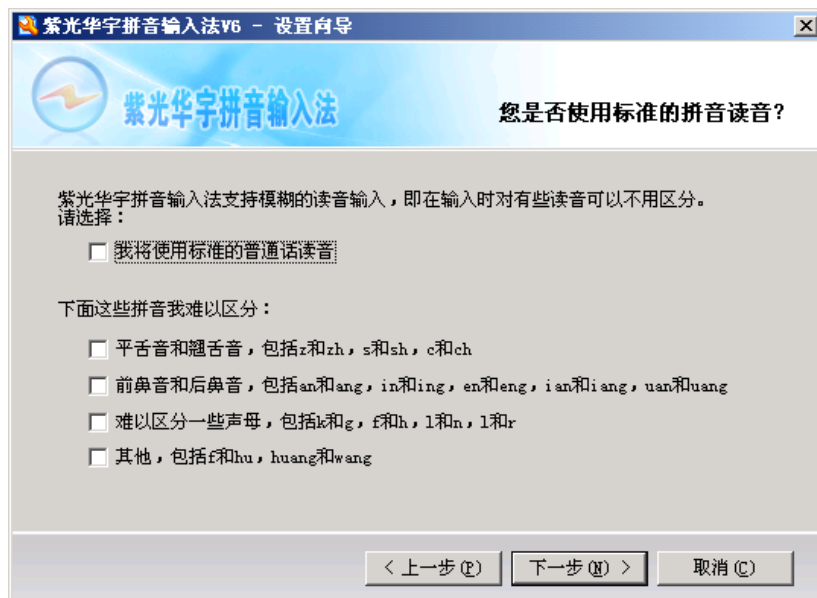 紫光华宇拼音输入法V6 - 设置向导
紫光华宇拼音输入法
您是否使用标准的拼音读音?
紫光华宇拼音输入法支持模糊的读音输入，即在输入时对有些读音可以不用区分。
请选择：
我将使用标准的普通话读音
下面这些拼音我难以区分：
平舌音和翘舌音，包括z和zh，s和sh，c和ch
前鼻音和后鼻音，包括an和ang，in和ing，en和eng，ian和iang，uan和uang
难以区分一些声母，包括k和g，f和h，l和n，l和r
其他，包括f和hu，huang和wang
< 上一步(P)
下一步(N) >
取消(C)